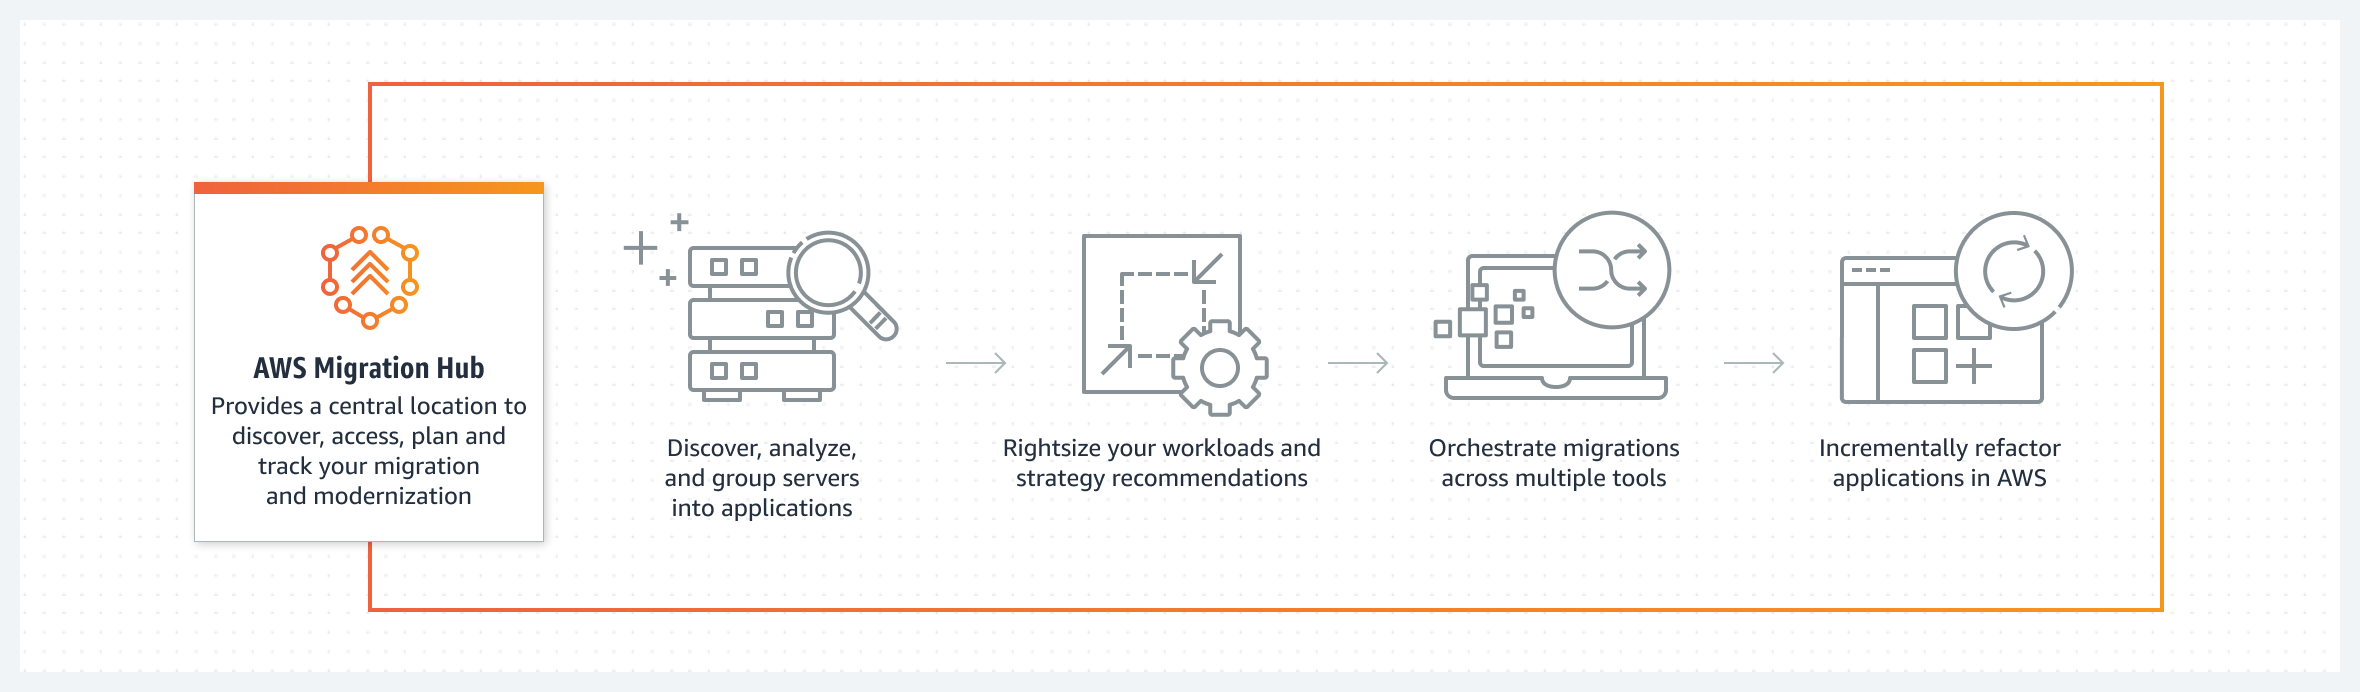 AWS Migration Hub
Provides a central location to
discover, access, plan and
track your migration
and modernization
Discover, analyze,
and group servers
into applications
Rightsize your workloads and
strategy recommendations
Orchestrate migrations
across multiple tools
Incrementally refactor
applications in AWS